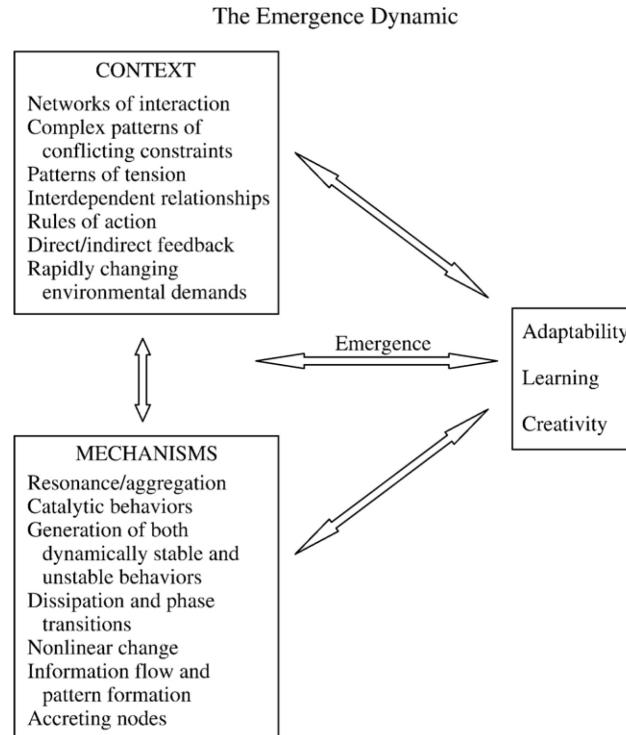 The Emergence Dynamic
CONTEXT
Networks of interaction
Complex patterns of
conflicting constraints
Patterns of tension
Interdependent relationships
Rules of action
Direct/indirect feedback
Rapidly changing
environmental demands
Emergence
Adaptability
Learning
Creativity
MECHANISMS
Resonance/aggregation
Catalytic behaviors
Generation of both
dynamically stable and
unstable behaviors
Dissipation and phase
transitions
Nonlinear change
Information flow and
pattern formation
Accreting nodes